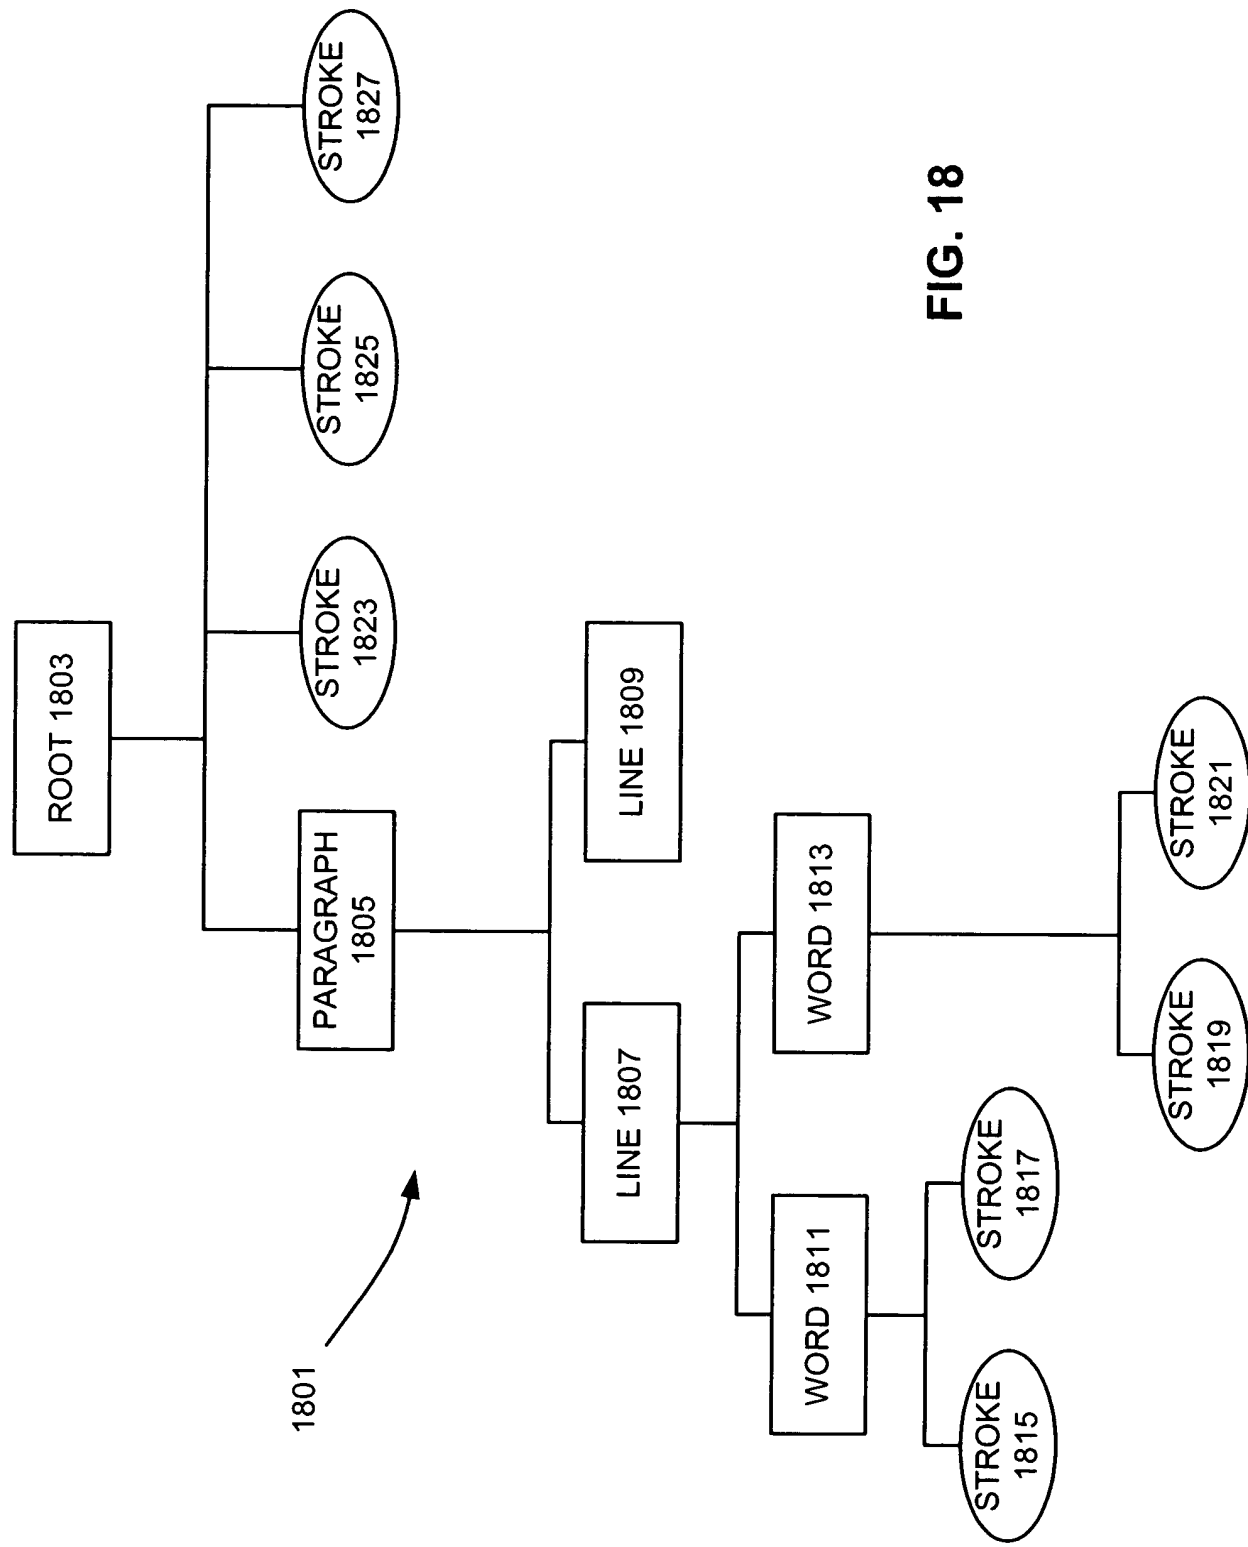 ROOT 1803
PARAGRAPH
1805
STROKE
1823
STROKE
1825
STROKE
1827
1801
LINE 1807
LINE 1809
WORD 1811
WORD 1813
STROKE
1815
STROKE
1817
STROKE
1819
STROKE
1821
FIG. 18